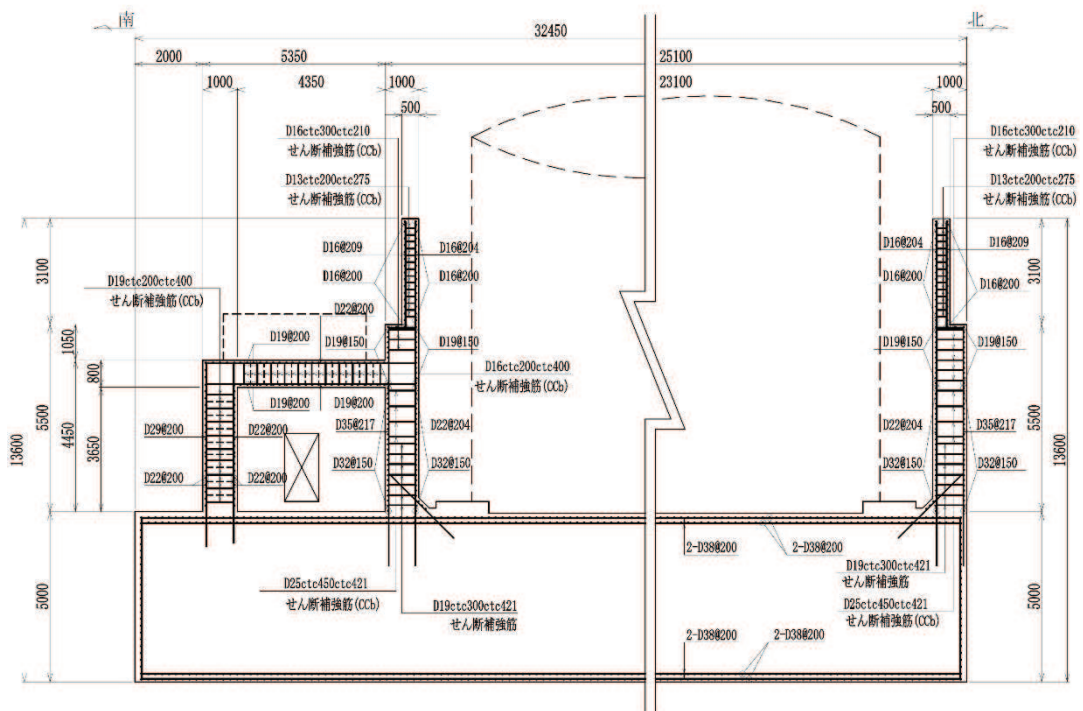 南
北
32450
2000
5350
25100
1000
4350
1000
23100
1000
500
500
D16ctc300ctc210
せん断補強筋(CCb)
D16ctc300ctc210
せん断補強筋(CCb)
D13ctc200ctc275
せん断補強筋(CCb)
D13ctc200ctc275
せん断補強筋(CCb)
D16@209
D16@204
D16@204
D16@209
3100
3100
D19ctc200ctc400
せん断補強筋(CCb)
D16@200
D16@200
D16@200
D16@200
D22@200
D19@200
D19@150
D19@150
D19@150
D19@150
1050
800
D16ctc200ctc400
せん断補強筋(CCb)
D19@200
D19@200
13600
5500
4450
3650
D29@200
D22@200
D35@217
D22@204
D22@204
D35@217
5500
13600
D22@200
D22@200
D32@150
D32@150
D32@150
D32@150
2-D38@200
2-D38@200
D19ctc300ctc421
せん断補強筋
5000
D25ctc450ctc421
せん断補強筋(CCb)
D19ctc300ctc421
せん断補強筋
D25ctc450ctc421
せん断補強筋(CCb)
5000
2-D38@200
2-D38@200